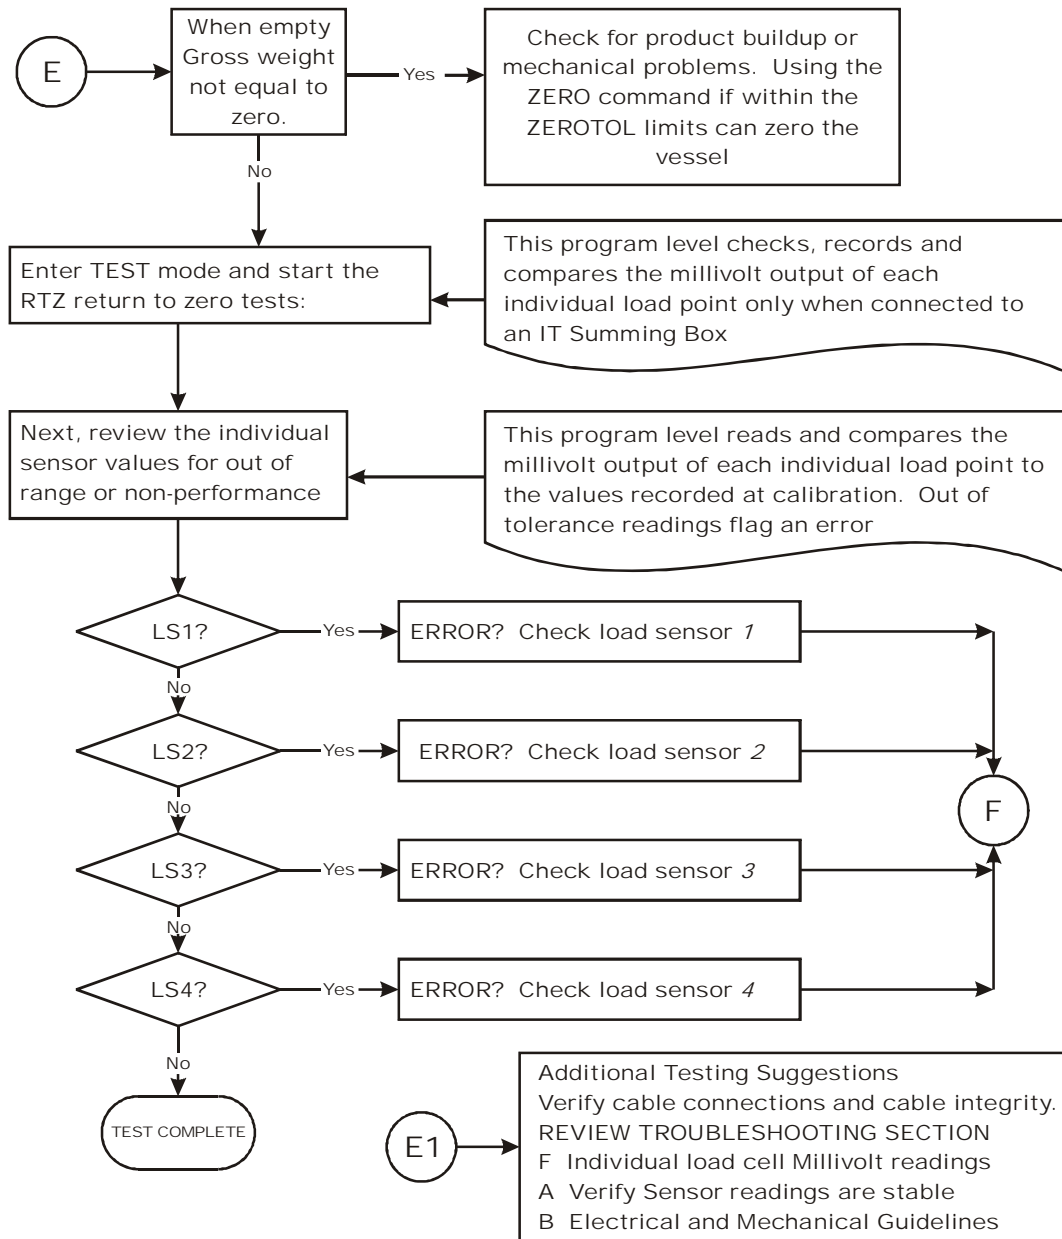 E
When empty
Gross weight
not equal to
zero.
Yes
Check for product buildup or
mechanical problems.  Using the
ZERO command if within the
ZEROTOL limits can zero the
vessel
No
Enter TEST mode and start the
RTZ return to zero tests:
This program level checks, records and
compares the millivolt output of each
individual load point only when connected to
an IT Summing Box
Next, review the individual
sensor values for out of
range or non-performance
This program level reads and compares the
millivolt output of each individual load point to
the values recorded at calibration.  Out of
tolerance readings flag an error
LS1?
Yes
ERROR?  Check load sensor 1
No
LS2?
Yes
ERROR?  Check load sensor 2
No
F
LS3?
Yes
ERROR?  Check load sensor 3
No
LS4?
Yes
ERROR?  Check load sensor 4
No
TEST COMPLETE
E1
Additional Testing Suggestions
Verify cable connections and cable integrity.
REVIEW TROUBLESHOOTING SECTION
F  Individual load cell Millivolt readings
A  Verify Sensor readings are stable
B  Electrical and Mechanical Guidelines